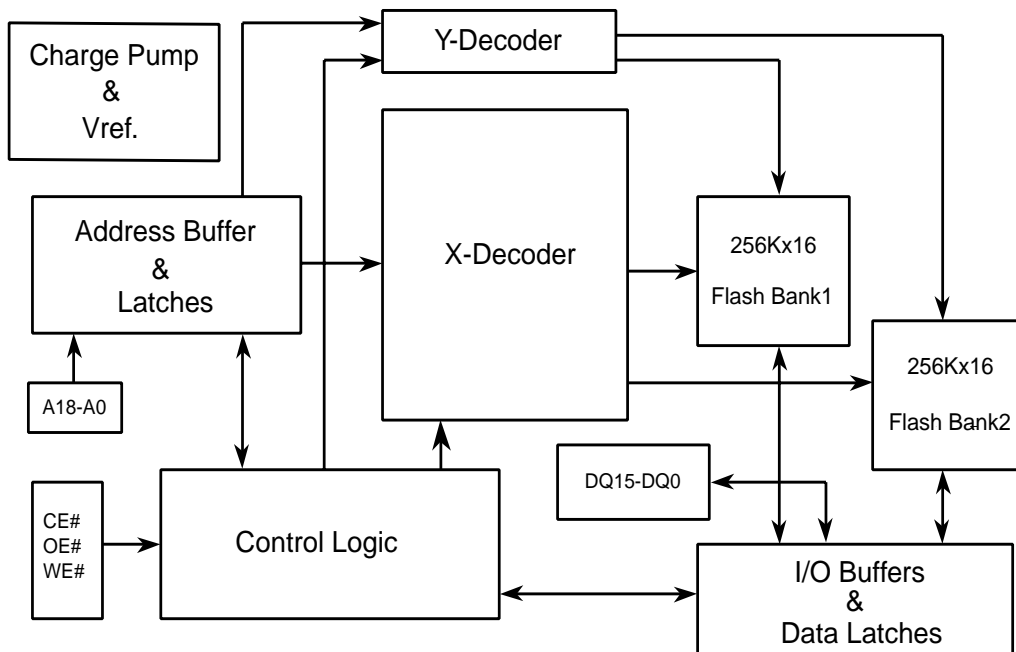 Charge Pump
&
Vref.
Y-Decoder
Address Buffer
&
Latches
X-Decoder
256Kx16
Flash Bank1
256Kx16
Flash Bank2
A18-A0
CE#
OE#
WE#
Control Logic
DQ15-DQ0
I/O Buffers
&
Data Latches